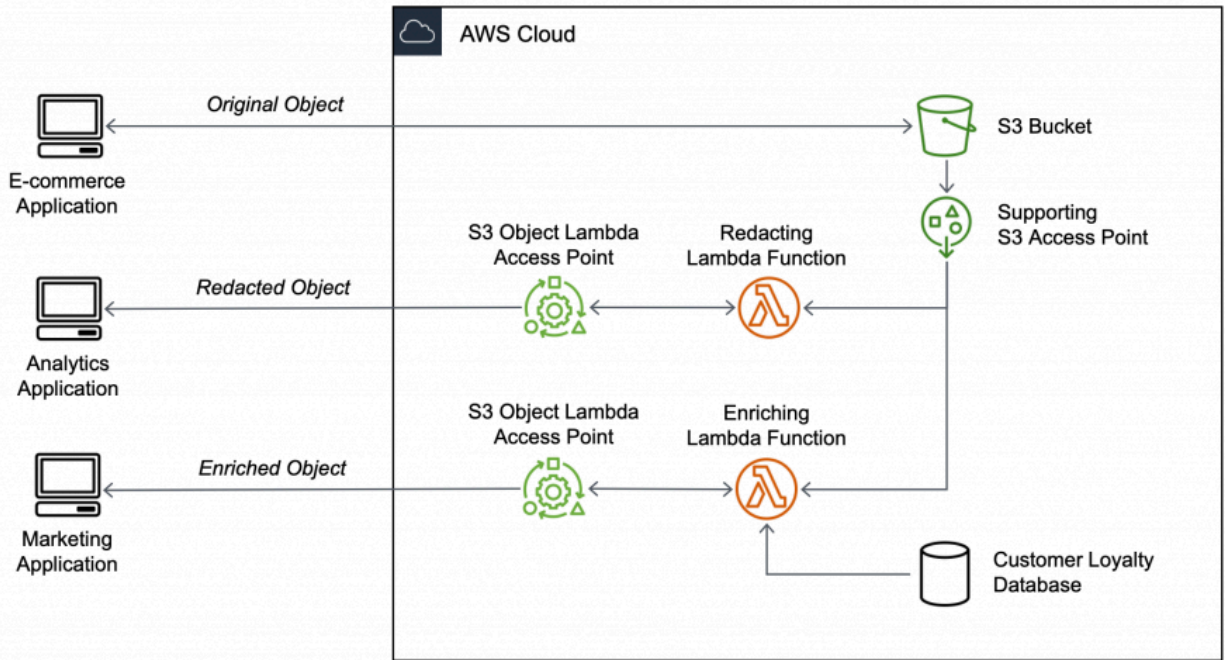 AWS Cloud
Original Object
S3 Bucket
E-commerce
Application
Supporting
S3 Access Point
S3 Object Lambda
Access Point
Redacting
Lambda Function
Redacted Object
Analytics
Application
S3 Object Lambda
Access Point
Enriching
Lambda Function
Enriched Object
Marketing
Application
Customer Loyalty
Database